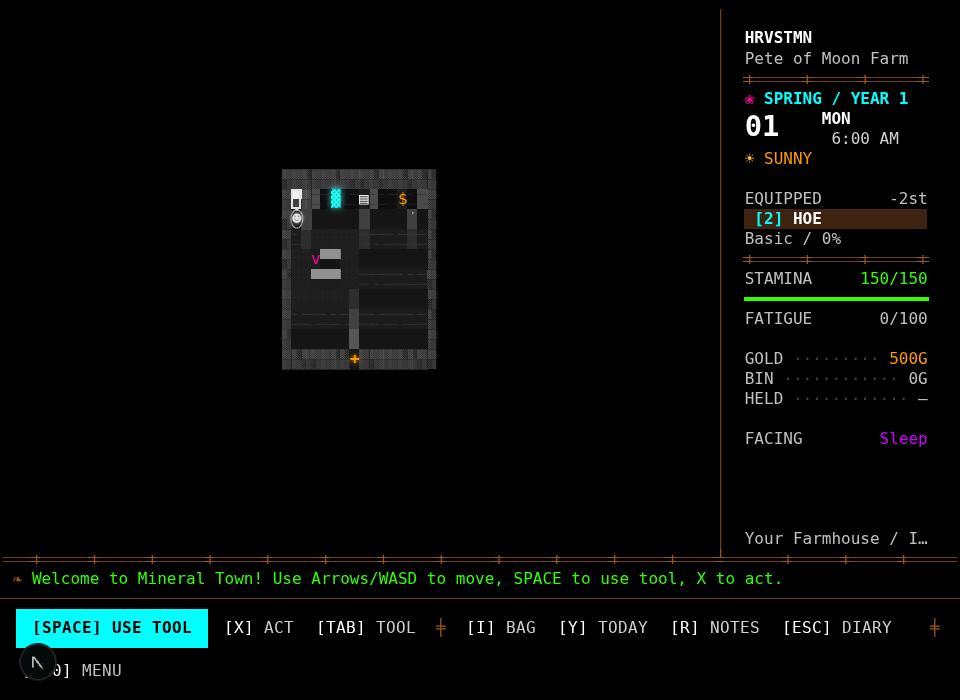 HRVSTMN
Pete of Moon Farm
SPRING / YEAR 1
01 MON
6:00 AM
☀ SUNNY
EQUIPPED -2st
[2] HOE
Basic / 0%
STAMINA 150/150
FATIGUE 0/100
GOLD ········· 500G
BIN ············ 0G
HELD ············ —
FACING Sleep
Your Farmhouse / I…
$
v
+
Welcome to Mineral Town! Use Arrows/WASD to move, SPACE to use tool, X to act.
[SPACE] USE TOOL [X] ACT [TAB] TOOL [I] BAG [Y] TODAY [R] NOTES [ESC] DIARY
0] MENU